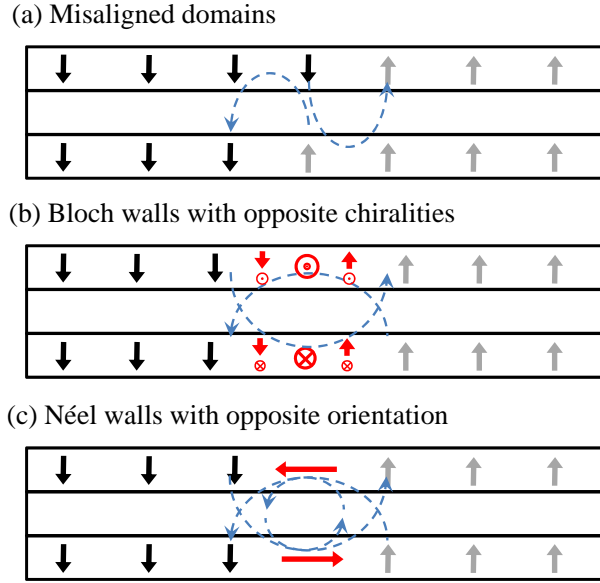 (a) Misaligned domains
(b) Bloch walls with opposite chiralities
(c) Néel walls with opposite orientation